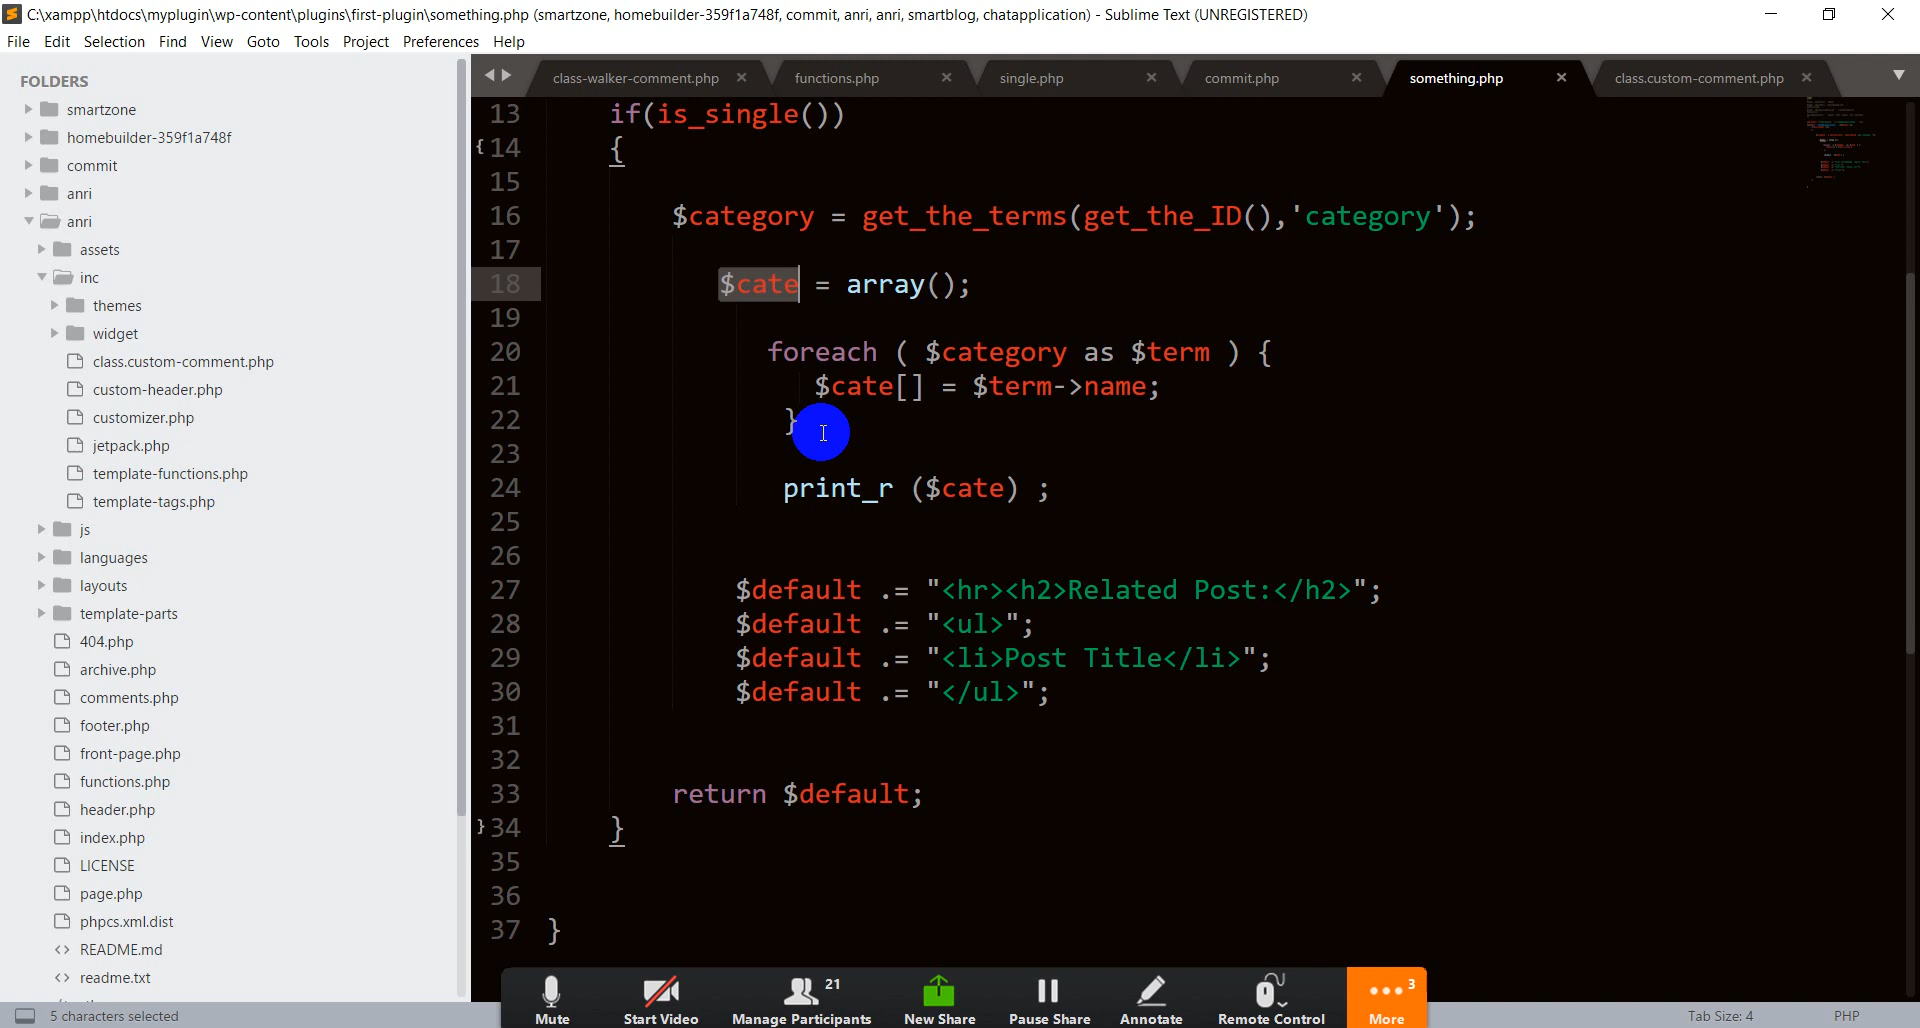 C:\xampp\htdocs\myplugin\wp-content\plugins\first-plugin\something.php (smartzone, homebuilder-359f1a748f, commit, anri, anri, smartblog, chatapplication) - Sublime Text (UNREGISTERED)
File Edit Selection Find View Goto Tools Project Preferences Help
class-walker-comment.php functions.php single.php commit.php something.php class.custom-comment.php
FOLDERS
smartzone
homebuilder-359f1a748f
commit
anri
anri
assets
inc
themes
widget
class.custom-comment.php
custom-header.php
customizer.php
jetpack.php
template-functions.php
template-tags.php
js
languages
layouts
template-parts
404.php
archive.php
comments.php
footer.php
front-page.php
functions.php
header.php
index.php
LICENSE
page.php
phpcs.xml.dist
<> README.md
<> readme.txt
13 if(is_single())
{ 14 {
15
16 $category = get_the_terms(get_the_ID(),'category');
17
18 $cate = array();
19
20 foreach ( $category as $term ) {
21 $cate[] = $term->name;
22 }
23
24 print_r ($cate) ;
25
26
27 $default .= "<hr><h2>Related Post:</h2>";
28 $default .= "<ul>";
29 $default .= "<li>Post Title</li>";
30 $default .= "</ul>";
31
32
33 return $default;
} 34 }
35
36
37 }
Mute Start Video Manage Participants 21 New Share Pause Share Annotate Remote Control More 3
5 characters selected Tab Size: 4 PHP